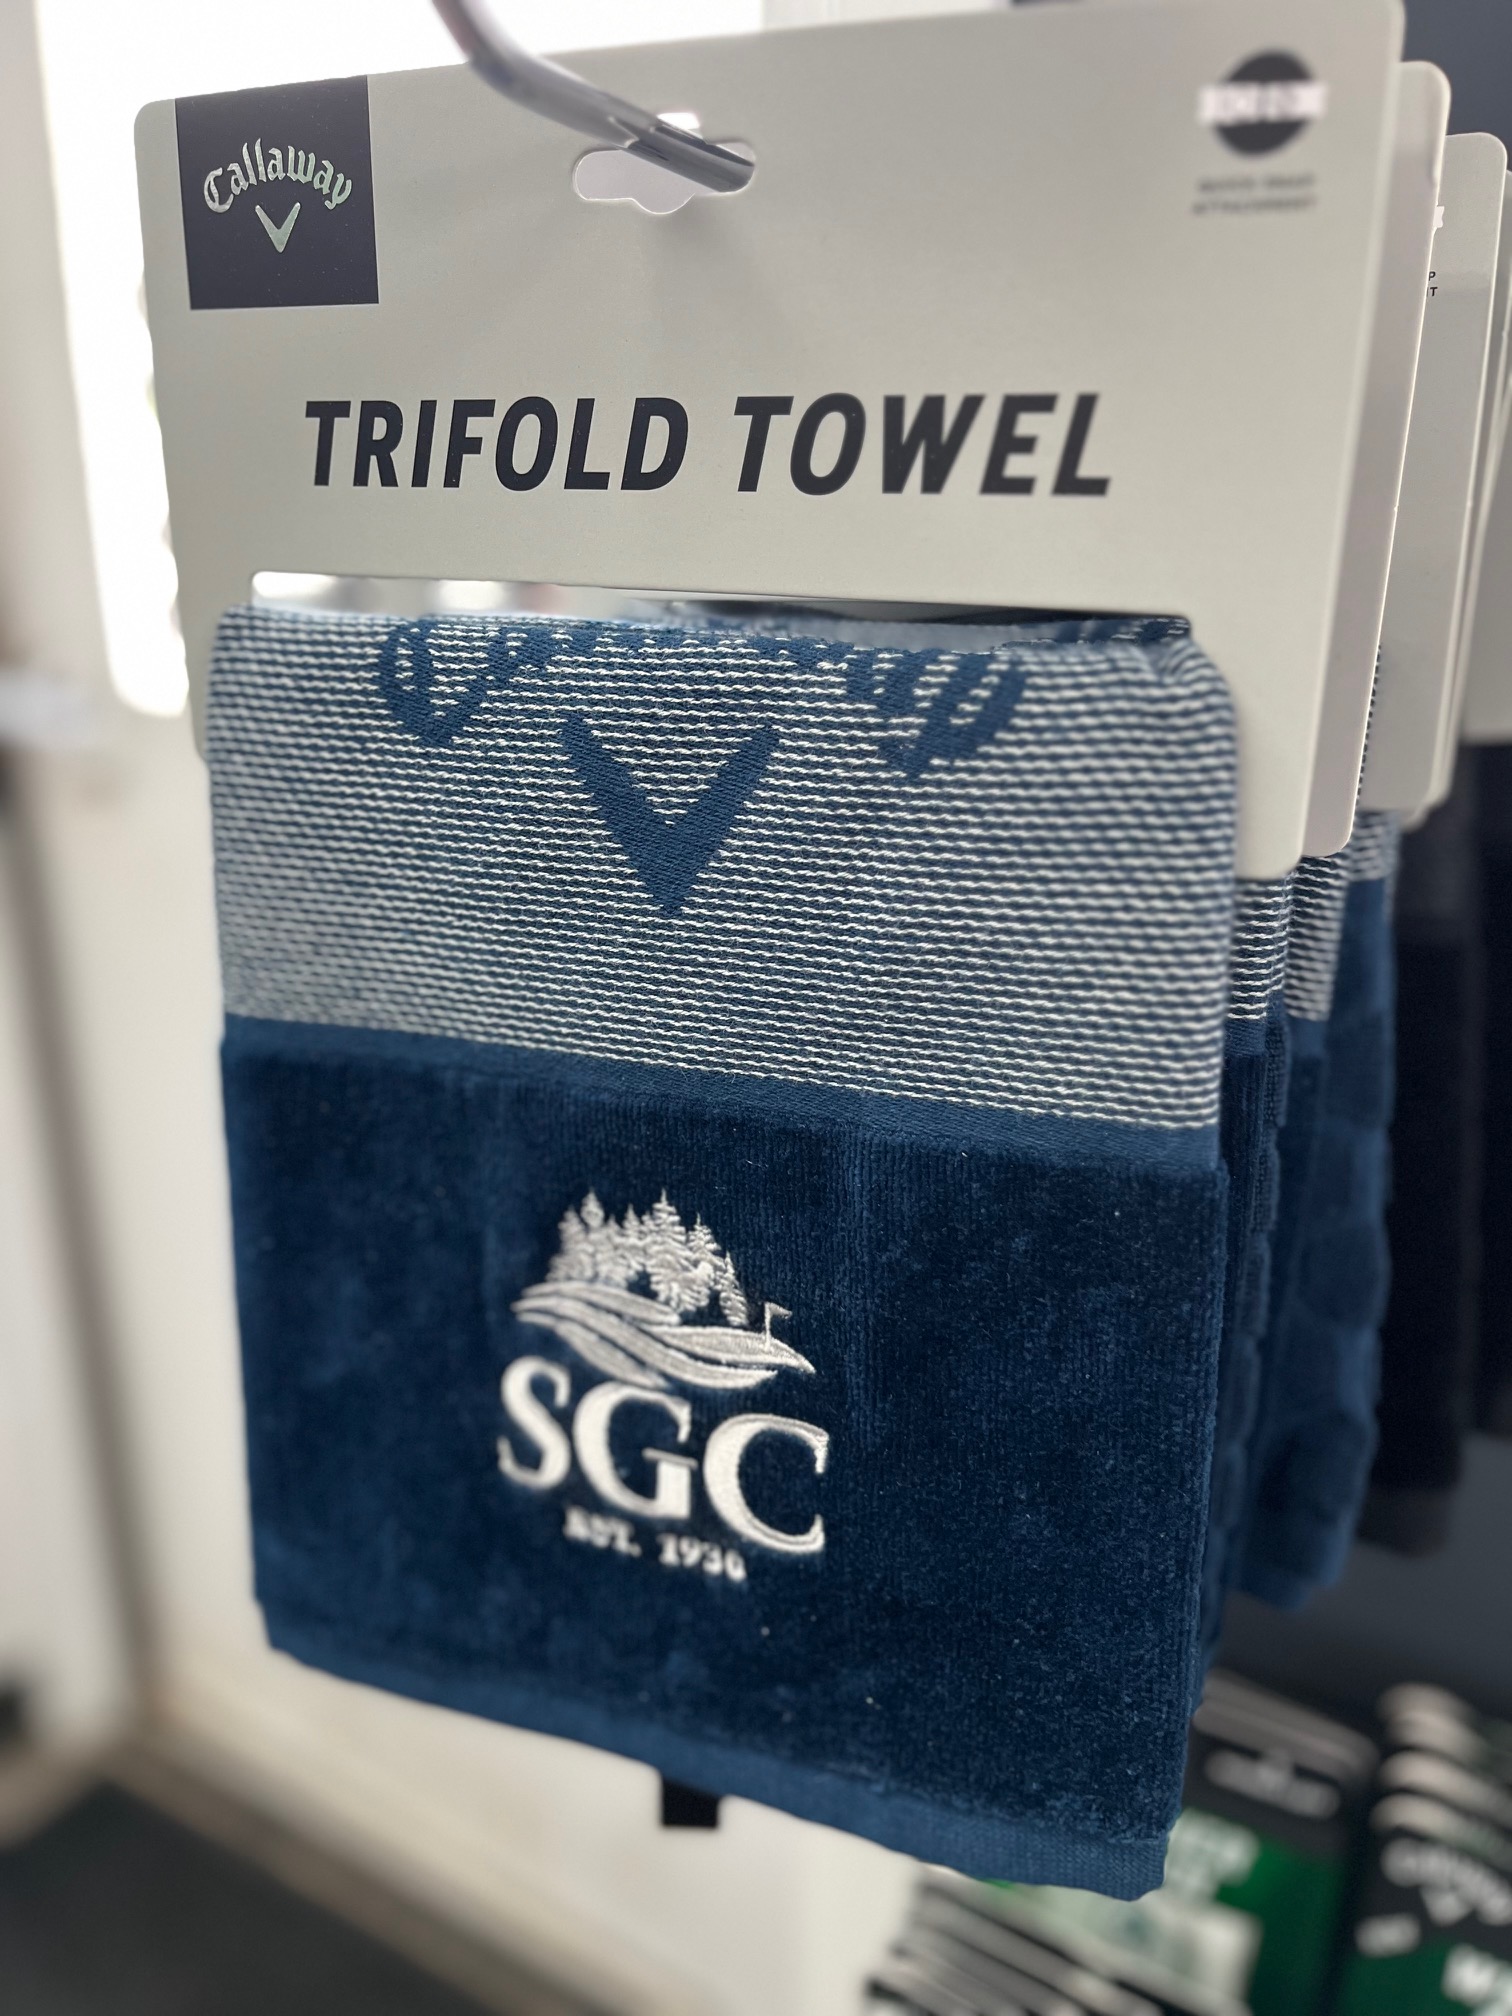 Callaway
TRIFOLD TOWEL
SGC
EST. 1930